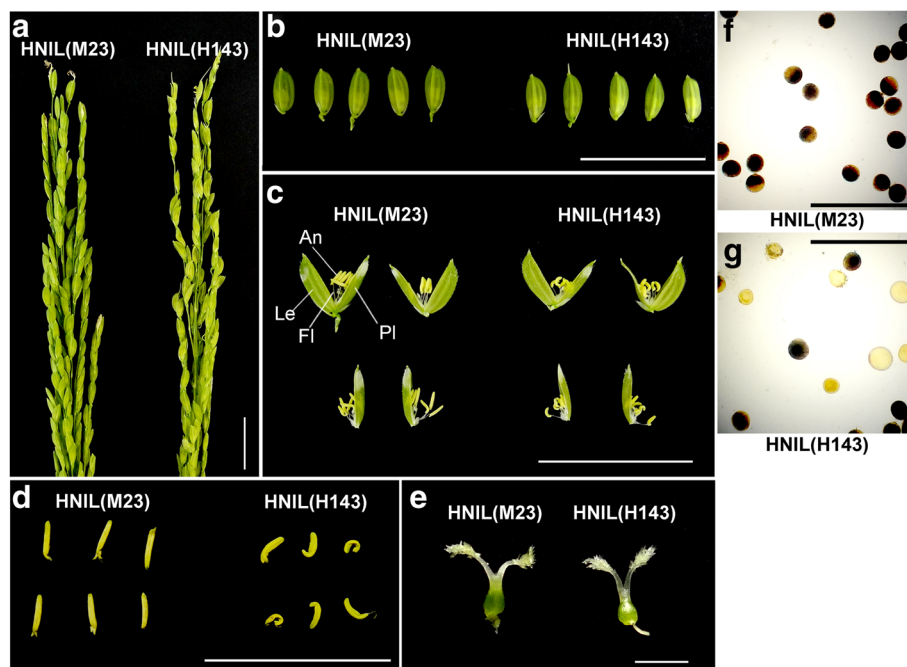 a
HNIL(M23) HNIL(H143)
b
HNIL(M23) HNIL(H143)
c
HNIL(M23) HNIL(H143)
An
Le
Fl
Pl
d
HNIL(M23) HNIL(H143)
e
HNIL(M23) HNIL(H143)
f
HNIL(M23)
g
HNIL(H143)